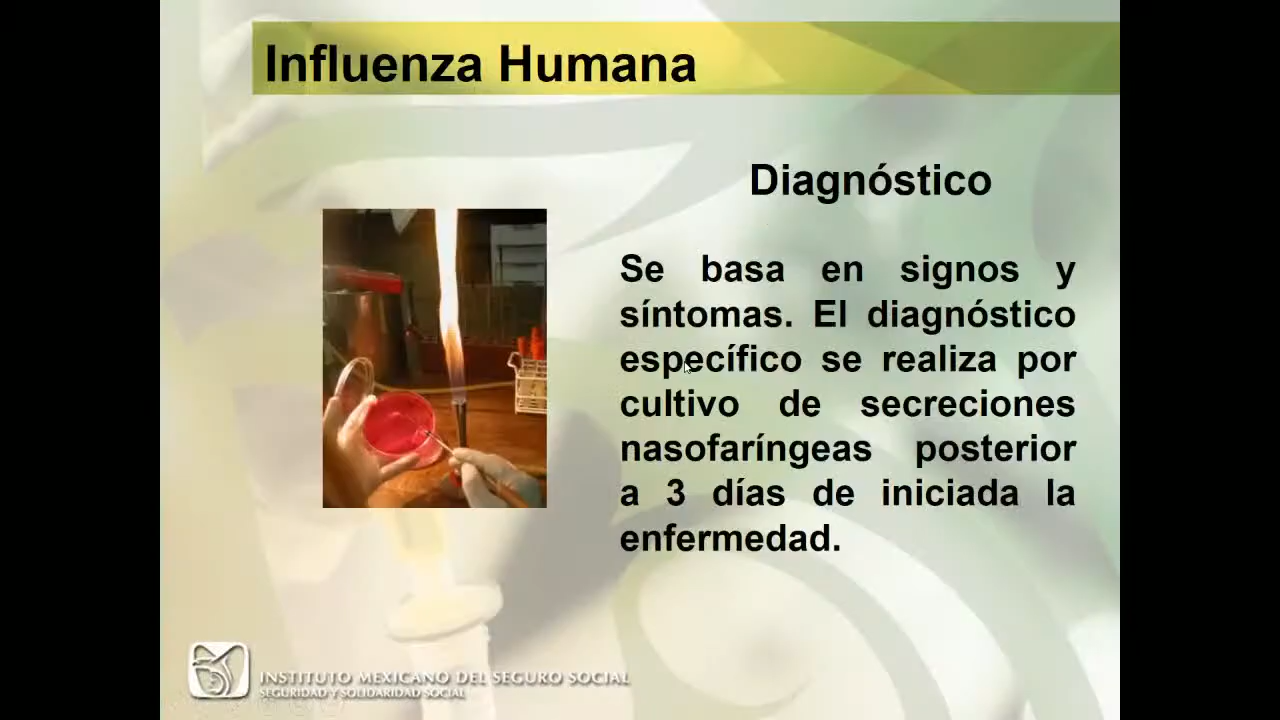 Influenza Humana
Diagnóstico
Se basa en signos y
síntomas. El diagnóstico
específico se realiza por
cultivo de secreciones
nasofaríngeas posterior
a 3 días de iniciada la
enfermedad.
INSTITUTO MEXICANO DEL SEGURO SOCIAL
SEGURIDAD Y SOLIDARIDAD SOCIAL